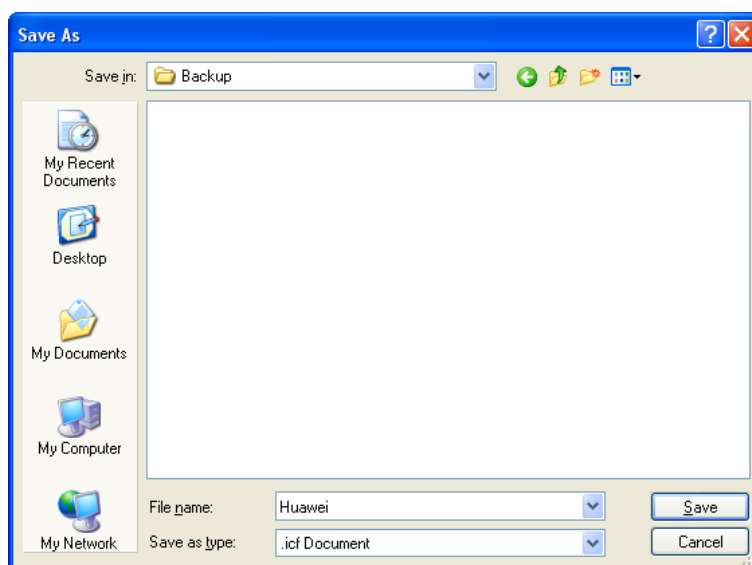 Save As
Save in:
Backup
My Recent
Documents
Desktop
My Documents
My Computer
My Network
File name:
Huawei
Save
Save as type:
.icf Document
Cancel